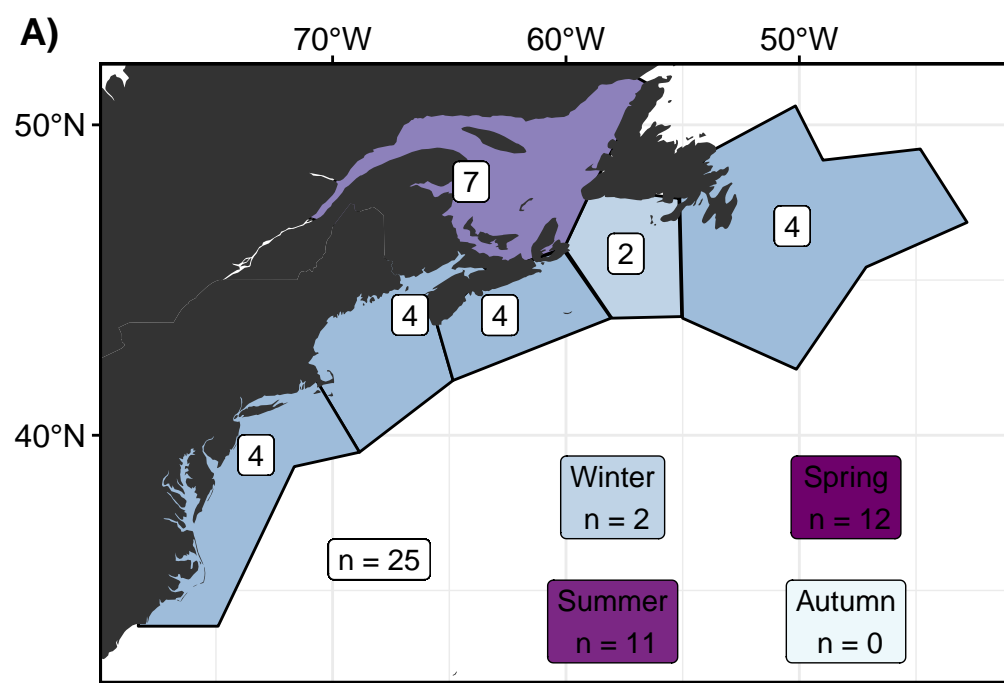 A)
70°W 60°W 50°W
50°N
7
4
2
4 4
40°N
4
Winter
n = 2
Spring
n = 12
n = 25
Summer
n = 11
Autumn
n = 0